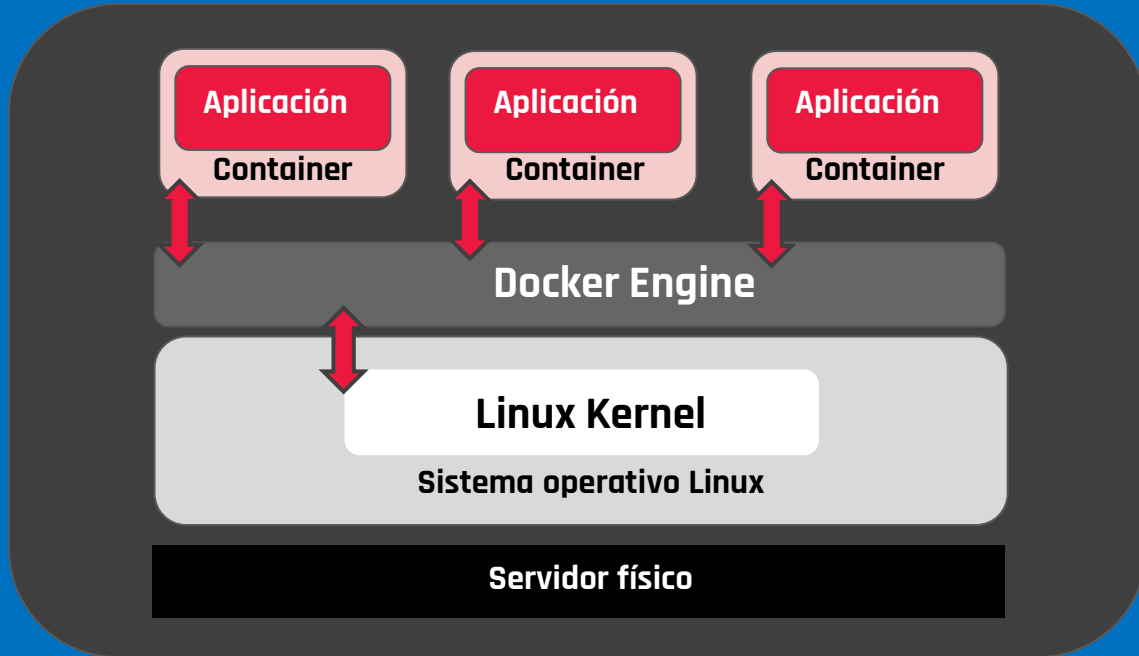 Aplicación
Container
Aplicación
Container
Aplicación
Container
Docker Engine
Linux Kernel
Sistema operativo Linux
Servidor físico